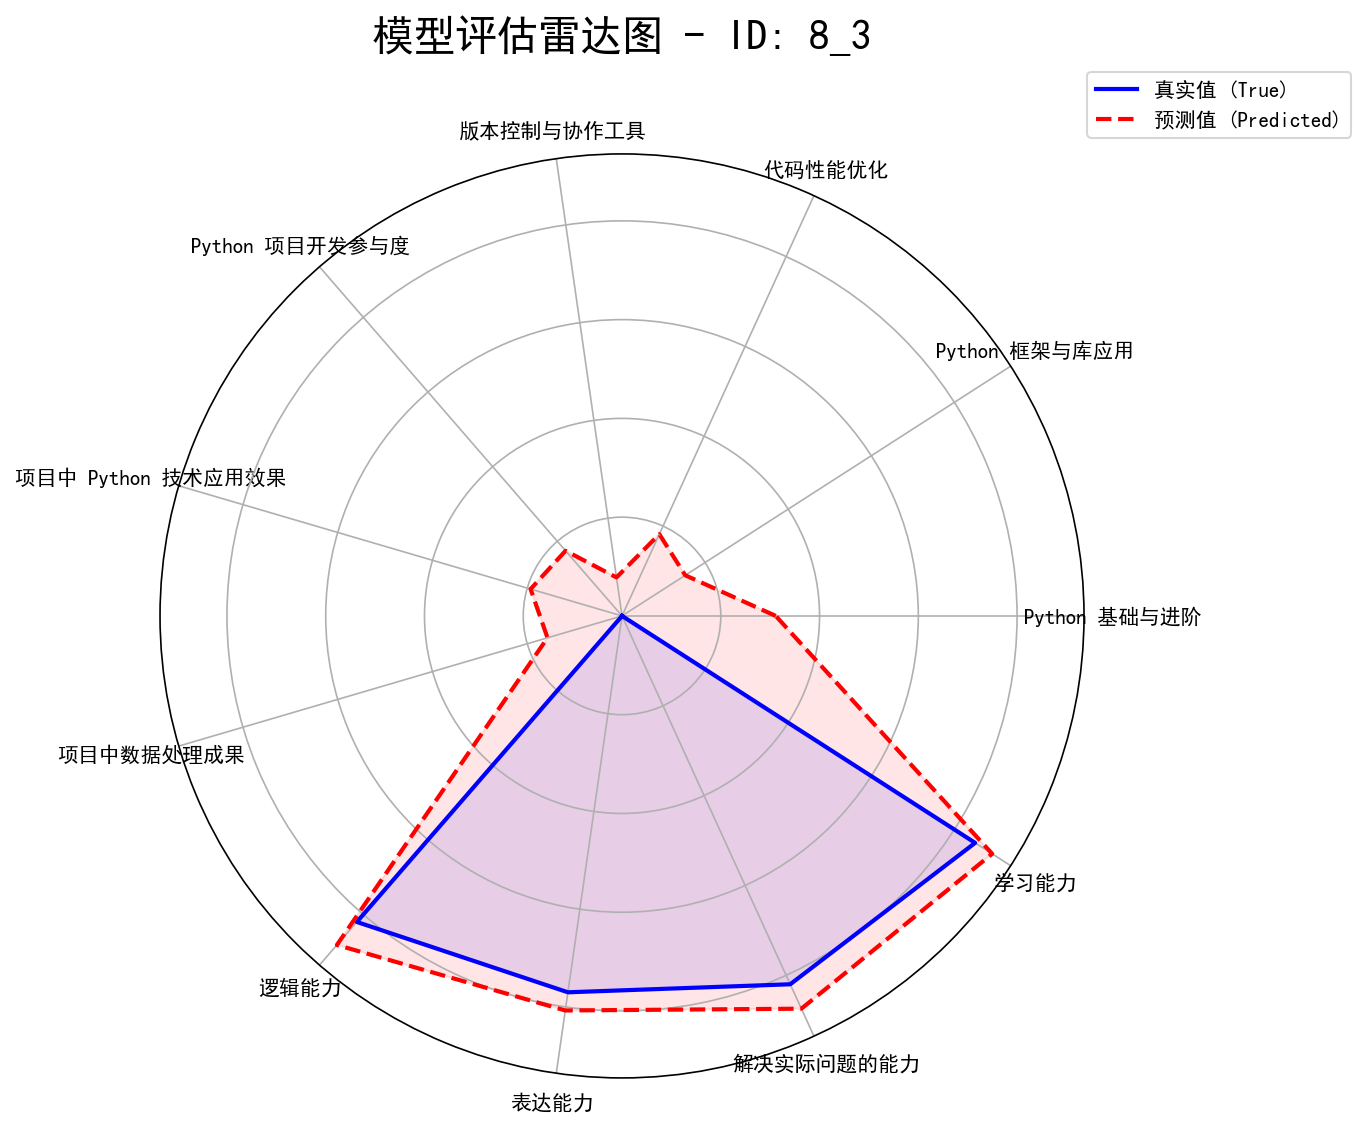 模型评估雷达图 - ID: 8_3
真实值 (True)
预测值 (Predicted)
版本控制与协作工具
代码性能优化
Python 项目开发参与度
Python 框架与库应用
项目中 Python 技术应用效果
Python 基础与进阶
项目中数据处理成果
学习能力
逻辑能力
解决实际问题的能力
表达能力